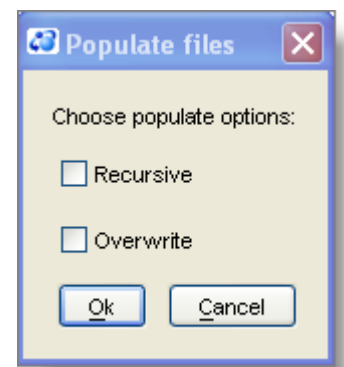 Populate files
Choose populate options:
Recursive
Overwrite
Ok Cancel